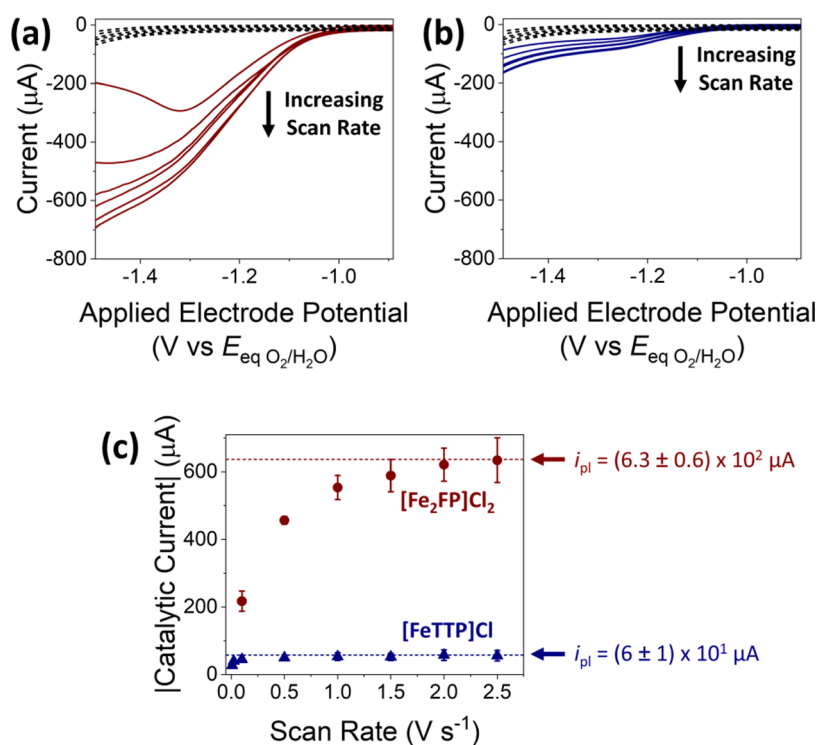 (a)
0
-200
-400
-600
-800
Current (μA)
Increasing
Scan Rate
-1.4
-1.2
-1.0
Applied Electrode Potential
(V vs E_eq O₂/H₂O)
(b)
0
-200
-400
-600
-800
Current (μA)
Increasing
Scan Rate
-1.4
-1.2
-1.0
Applied Electrode Potential
(V vs E_eq O₂/H₂O)
(c)
|Catalytic Current| (μA)
600
400
200
0
[Fe₂FP]Cl₂
[FeTTP]Cl
i_pl = (6.3 ± 0.6) x 10² μA
i_pl = (6 ± 1) x 10¹ μA
0.0
0.5
1.0
1.5
2.0
2.5
Scan Rate (V s⁻¹)